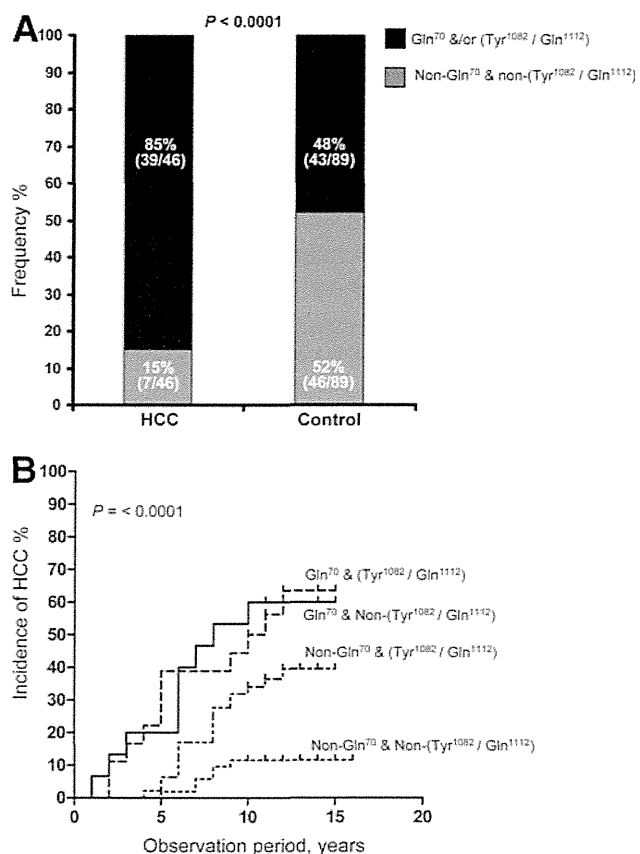 A
P < 0.0001
Gln⁷⁰ &/or (Tyr¹⁰⁸² / Gln¹¹¹²)
Non-Gln⁷⁰ & non-(Tyr¹⁰⁸² / Gln¹¹¹²)
Frequency %
100
90
80
70
60
50
40
30
20
10
0
85%
(39/46)
48%
(43/89)
15%
(7/46)
52%
(46/89)
HCC
Control
B
P = < 0.0001
Incidence of HCC %
100
90
80
70
60
50
40
30
20
10
0
Gln⁷⁰ & (Tyr¹⁰⁸² / Gln¹¹¹²)
Gln⁷⁰ & Non-(Tyr¹⁰⁸² / Gln¹¹¹²)
Non-Gln⁷⁰ & (Tyr¹⁰⁸² / Gln¹¹¹²)
Non-Gln⁷⁰ & Non-(Tyr¹⁰⁸² / Gln¹¹¹²)
0
5
10
15
20
Observation period, years